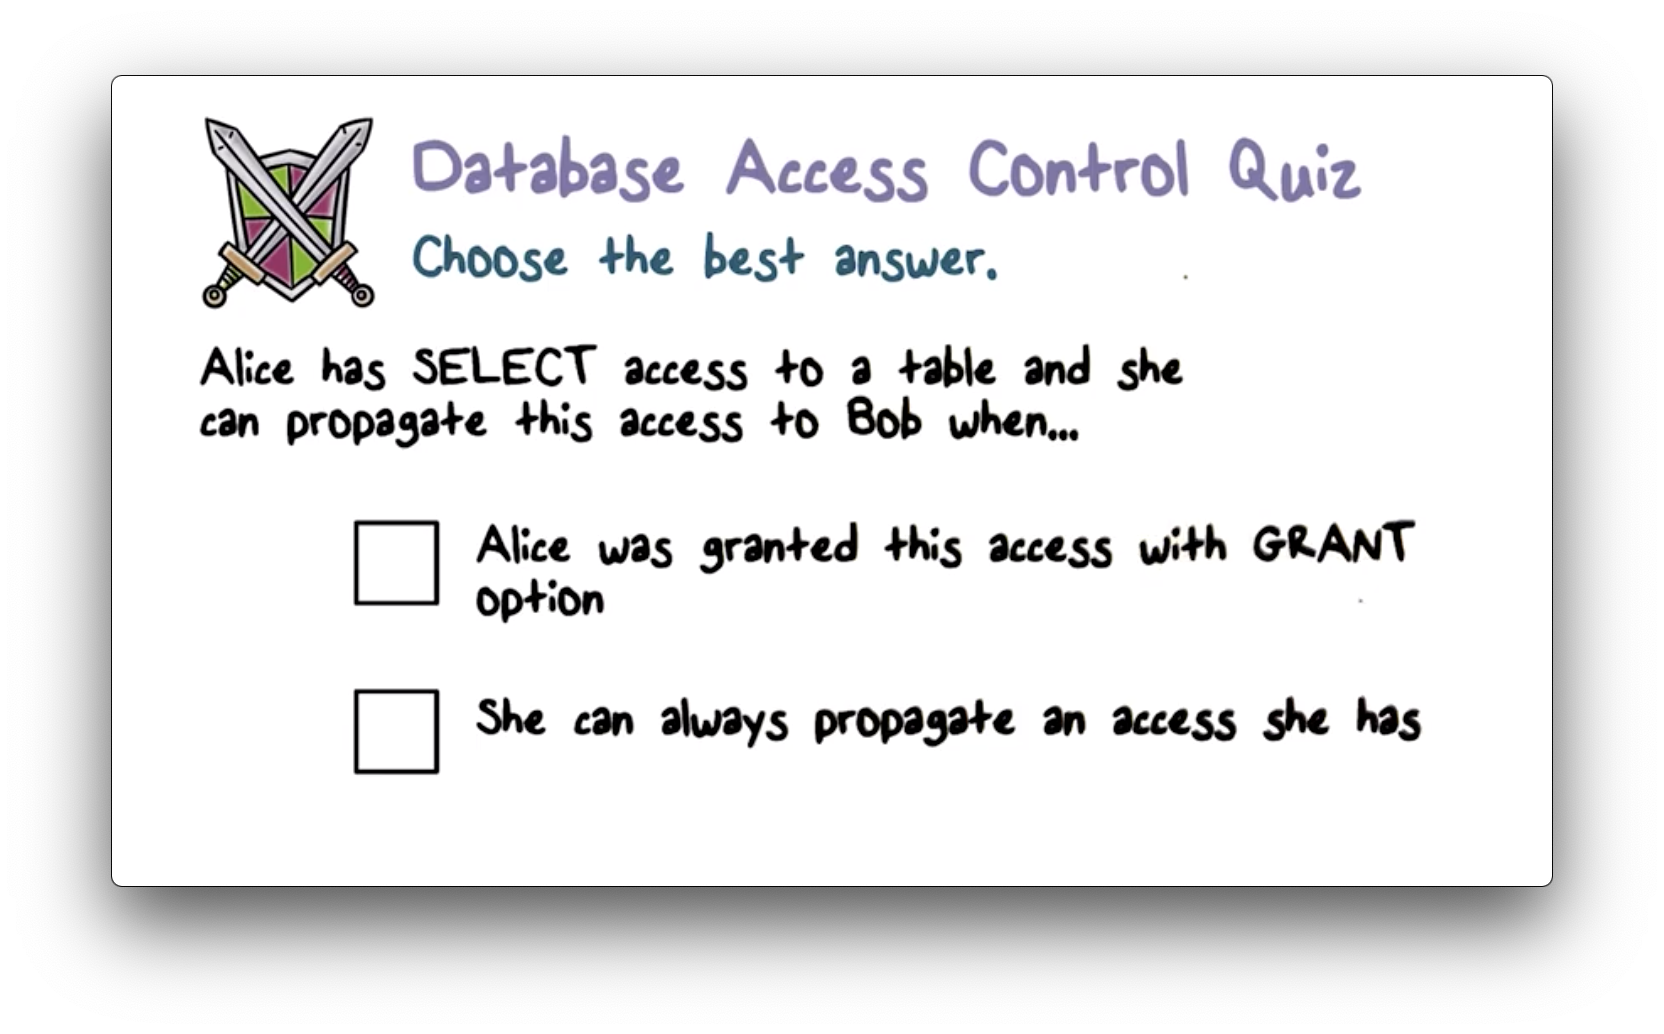 Database Access Control Quiz
Choose the best answer.
Alice has SELECT access to a table and she
can propagate this access to Bob when...
Alice was granted this access with GRANT
option
She can always propagate an access she has